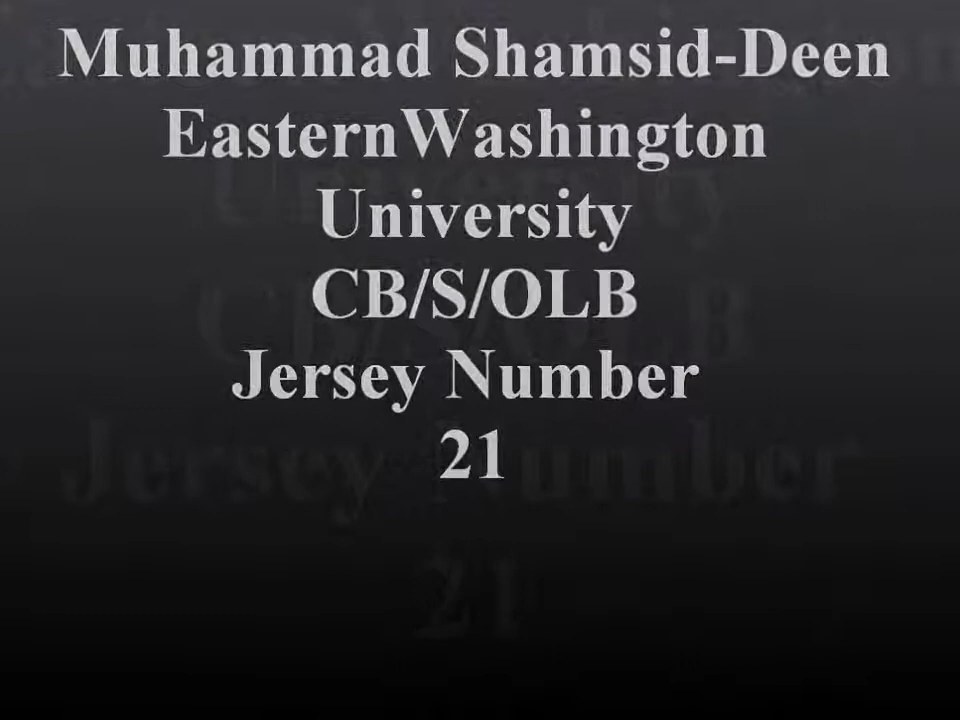 Muhammad Shamsid-Deen
EasternWashington
University
CB/S/OLB
Jersey Number
21